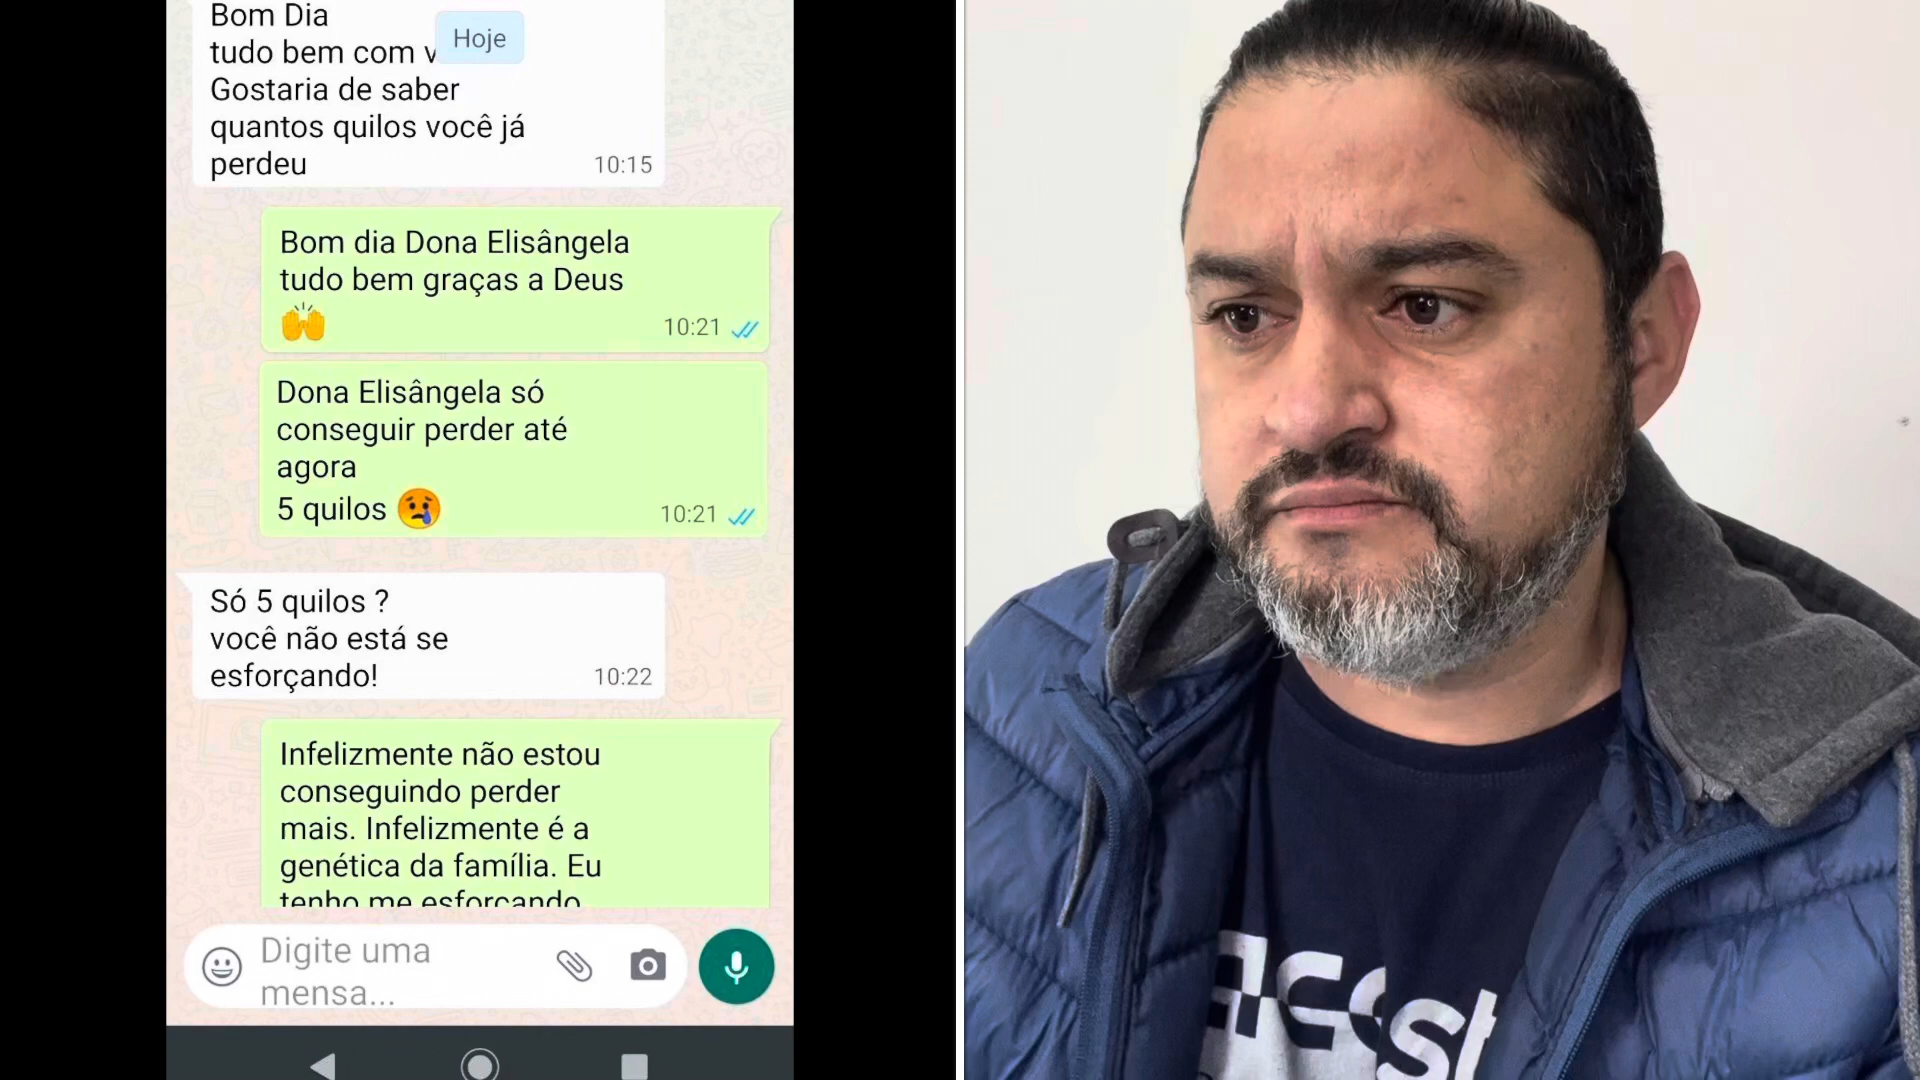 Bom Dia
tudo bem com v
Hoje
Gostaria de saber
quantos quilos você já
perdeu
10:15
Bom dia Dona Elisângela
tudo bem graças a Deus
🙌
10:21
Dona Elisângela só
conseguir perder até
agora
5 quilos 😢
10:21
Só 5 quilos ?
você não está se
esforçando!
10:22
Infelizmente não estou
conseguindo perder
mais. Infelizmente é a
genética da família. Eu
tenho me esforçando
Digite uma
mensa...